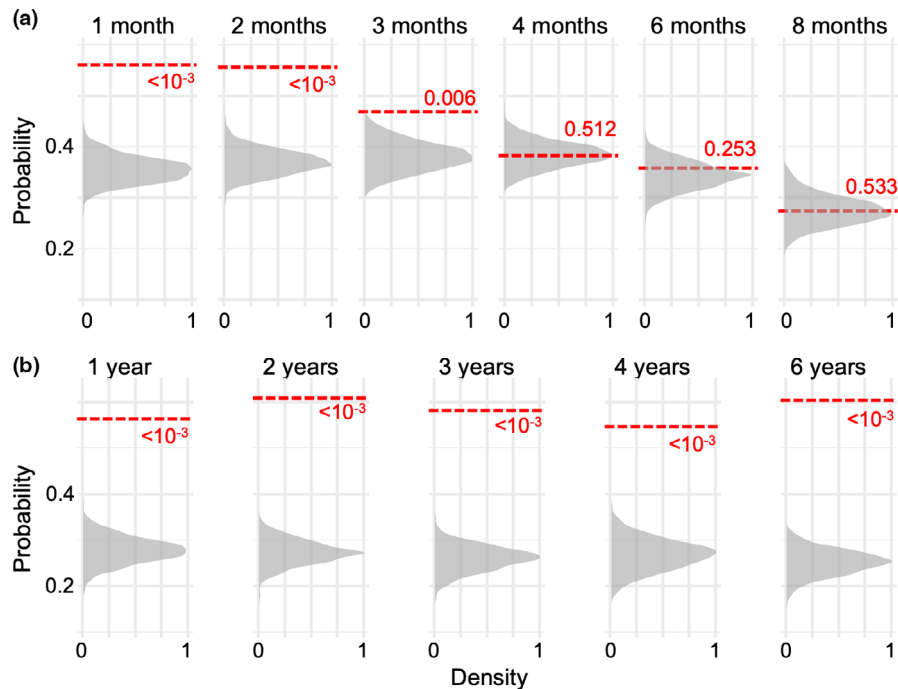 (a)
1 month 2 months 3 months 4 months 6 months 8 months
<10⁻³ <10⁻³ 0.006 0.512 0.253 0.533
Probability
0.4
0.2
0 1 0 1 0 1 0 1 0 1 0 1
(b)
1 year 2 years 3 years 4 years 6 years
<10⁻³ <10⁻³ <10⁻³ <10⁻³ <10⁻³
Probability
0.4
0.2
0 1 0 1 0 1 0 1 0 1
Density